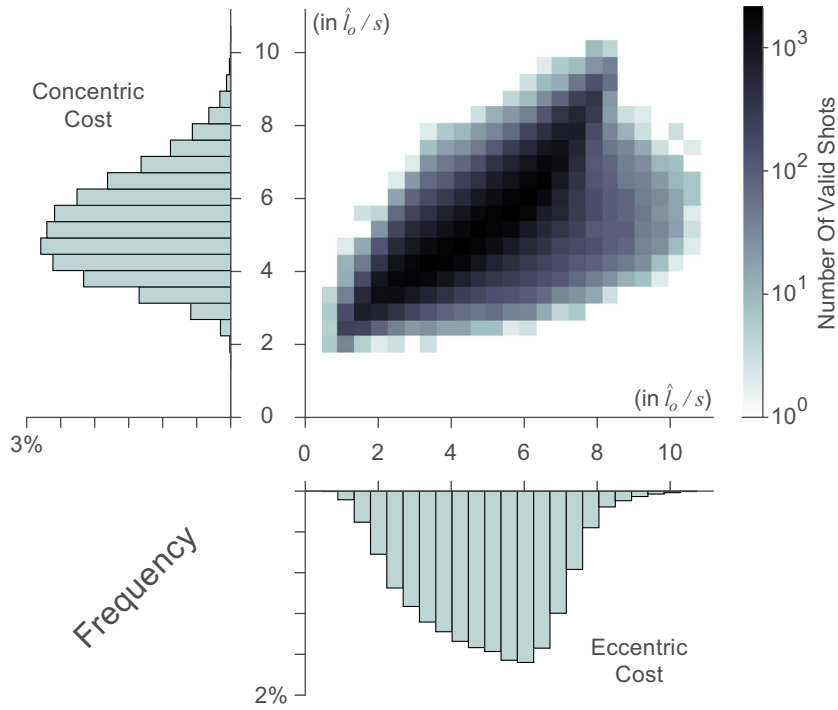 (in l̂ₒ / s)
10
8
6
4
2
0
Concentric
Cost
3%
(in l̂ₒ / s)
0 2 4 6 8 10
10³
10²
10¹
10⁰
Number Of Valid Shots
Frequency
2%
Eccentric
Cost